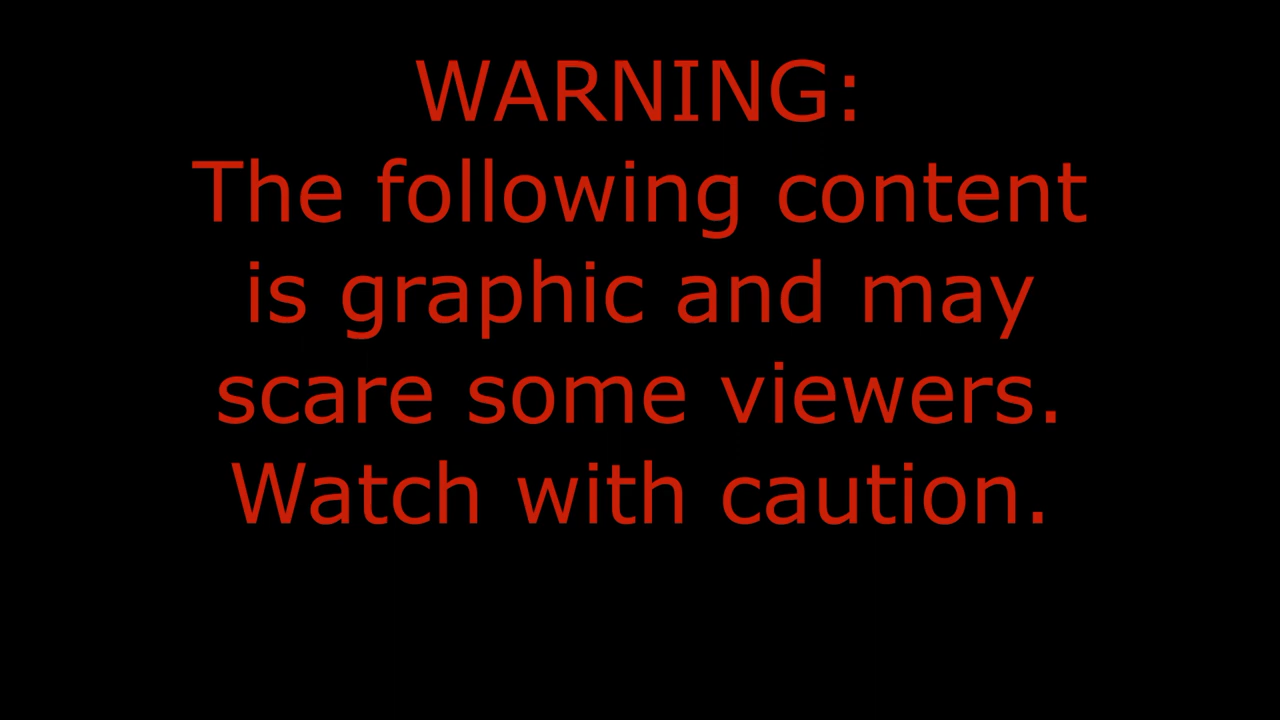 WARNING:
The following content
is graphic and may
scare some viewers.
Watch with caution.